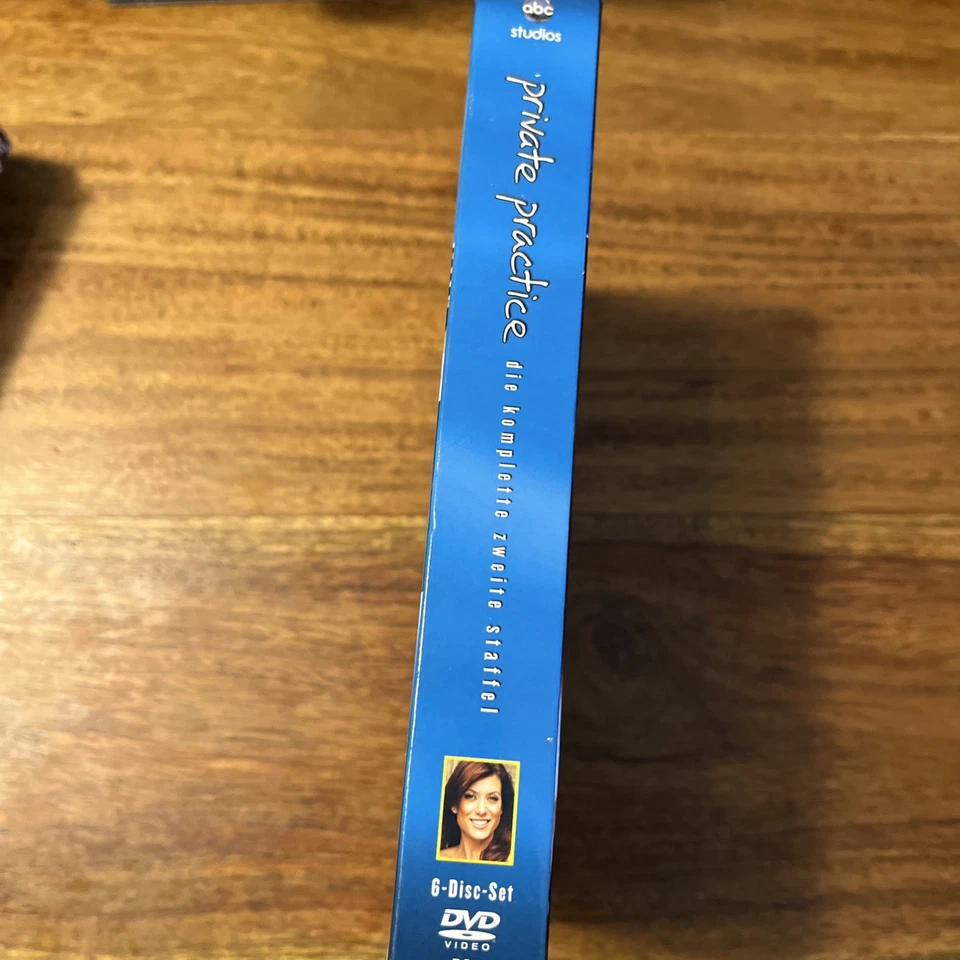 abc
studios
private practice
die komplette zweite staffel
6-Disc-Set
DVD
VIDEO